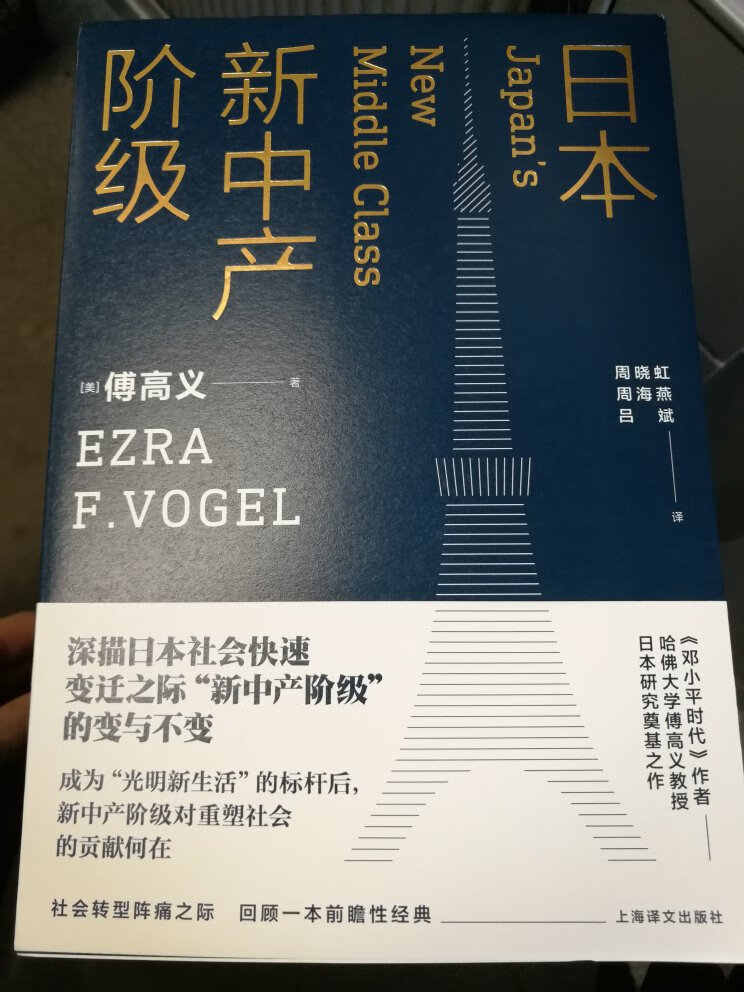 日本
Japan's
New
Middle Class
新中产
阶级
[美] 傅高义 著
EZRA
F. VOGEL
周晓虹
周海燕
吕斌
译
深描日本社会快速
变迁之际“新中产阶级”
的变与不变
成为“光明新生活”的标杆后，
新中产阶级对重塑社会
的贡献何在
《邓小平时代》作者
哈佛大学傅高义教授
日本研究奠基之作
社会转型阵痛之际 回顾一本前瞻性经典
上海译文出版社